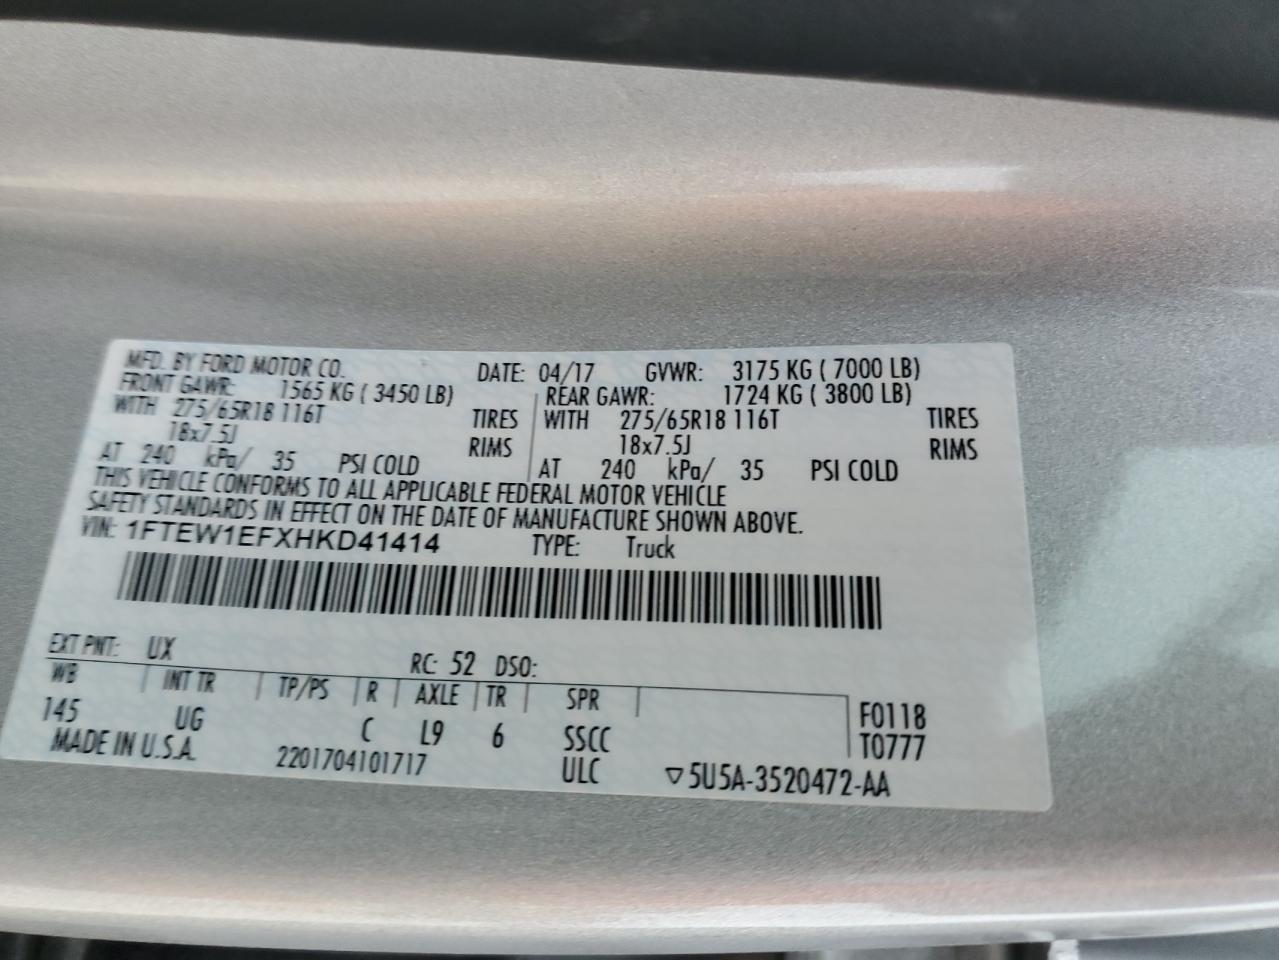 MFD. BY FORD MOTOR CO. DATE: 04/17 GVWR: 3175 KG ( 7000 LB)
FRONT GAWR: 1565 KG ( 3450 LB) REAR GAWR: 1724 KG ( 3800 LB)
WITH 275/65R18 116T TIRES WITH 275/65R18 116T TIRES
18x7.5J RIMS 18x7.5J RIMS
AT 240 kPa/ 35 PSI COLD AT 240 kPa/ 35 PSI COLD
THIS VEHICLE CONFORMS TO ALL APPLICABLE FEDERAL MOTOR VEHICLE
SAFETY STANDARDS IN EFFECT ON THE DATE OF MANUFACTURE SHOWN ABOVE.
VIN: 1FTEW1EFXHKD41414 TYPE: Truck
EXT PNT: UX RC: 52 DSO:
WB INT TR TP/PS R AXLE TR SPR
145 UG C L9 6 SSCC F0118
T0777
MADE IN U.S.A. 2201704101717 ULC ▽5U5A-3520472-AA